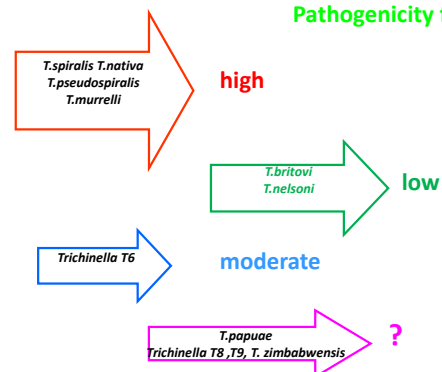 Pathogenicity
T.spiralis T.nativa
T.pseudospiralis
T.murrelli
high
T.britovi
T.nelsoni
low
Trichinella T6
moderate
T.papuae
Trichinella T8 ,T9, T. zimbabwensis
?